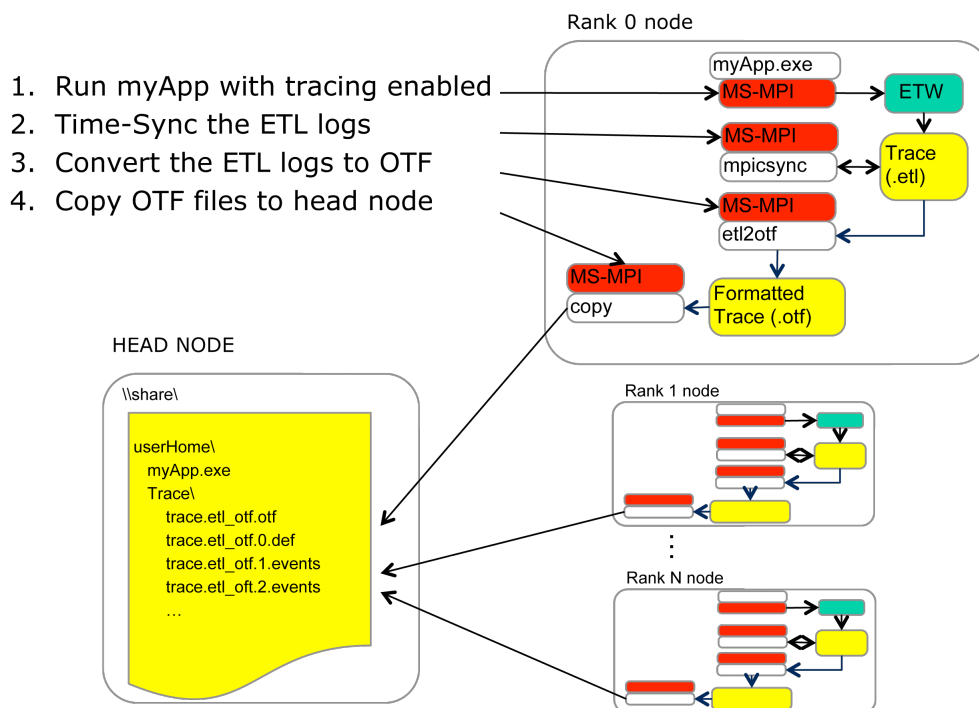 Rank 0 node
1. Run myApp with tracing enabled
2. Time-Sync the ETL logs
3. Convert the ETL logs to OTF
4. Copy OTF files to head node
myApp.exe
MS-MPI
ETW
MS-MPI
mpicsync
Trace
(.etl)
MS-MPI
etl2otf
MS-MPI
copy
Formatted
Trace (.otf)
HEAD NODE
\\share\
userHome\
myApp.exe
Trace\
trace.etl_otf.otf
trace.etl_otf.0.def
trace.etl_otf.1.events
trace.etl_oft.2.events
…
Rank 1 node
⋮
Rank N node